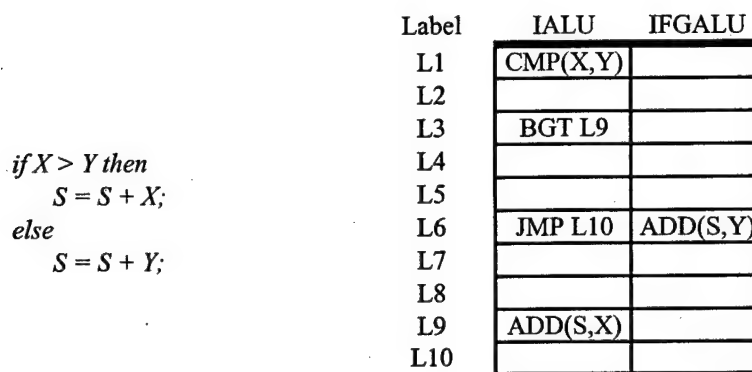 if X > Y then
S = S + X;
else
S = S + Y;
Label IALU IFGALU
L1 CMP(X,Y)
L2
L3 BGT L9
L4
L5
L6 JMP L10 ADD(S,Y)
L7
L8
L9 ADD(S,X)
L10